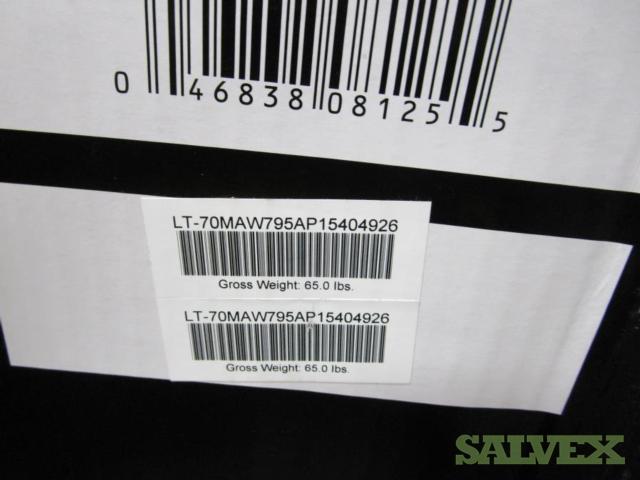 0 46838 08125 5
LT-70MAW795AP15404926
Gross Weight: 65.0 lbs.
LT-70MAW795AP15404926
Gross Weight: 65.0 lbs.
SALVEX